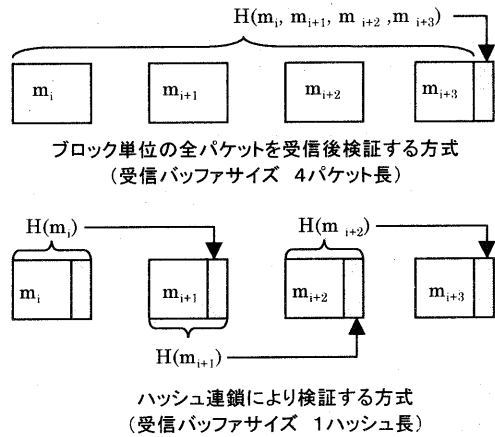 H(mi, mi+1, m i+2 ,m i+3)
mi mi+1 mi+2 mi+3
ブロック単位の全パケットを受信後検証する方式
(受信バッファサイズ 4パケット長)
H(mi) H(m i+2)
mi mi+1 mi+2 mi+3
H(mi+1)
ハッシュ連鎖により検証する方式
(受信バッファサイズ 1ハッシュ長)